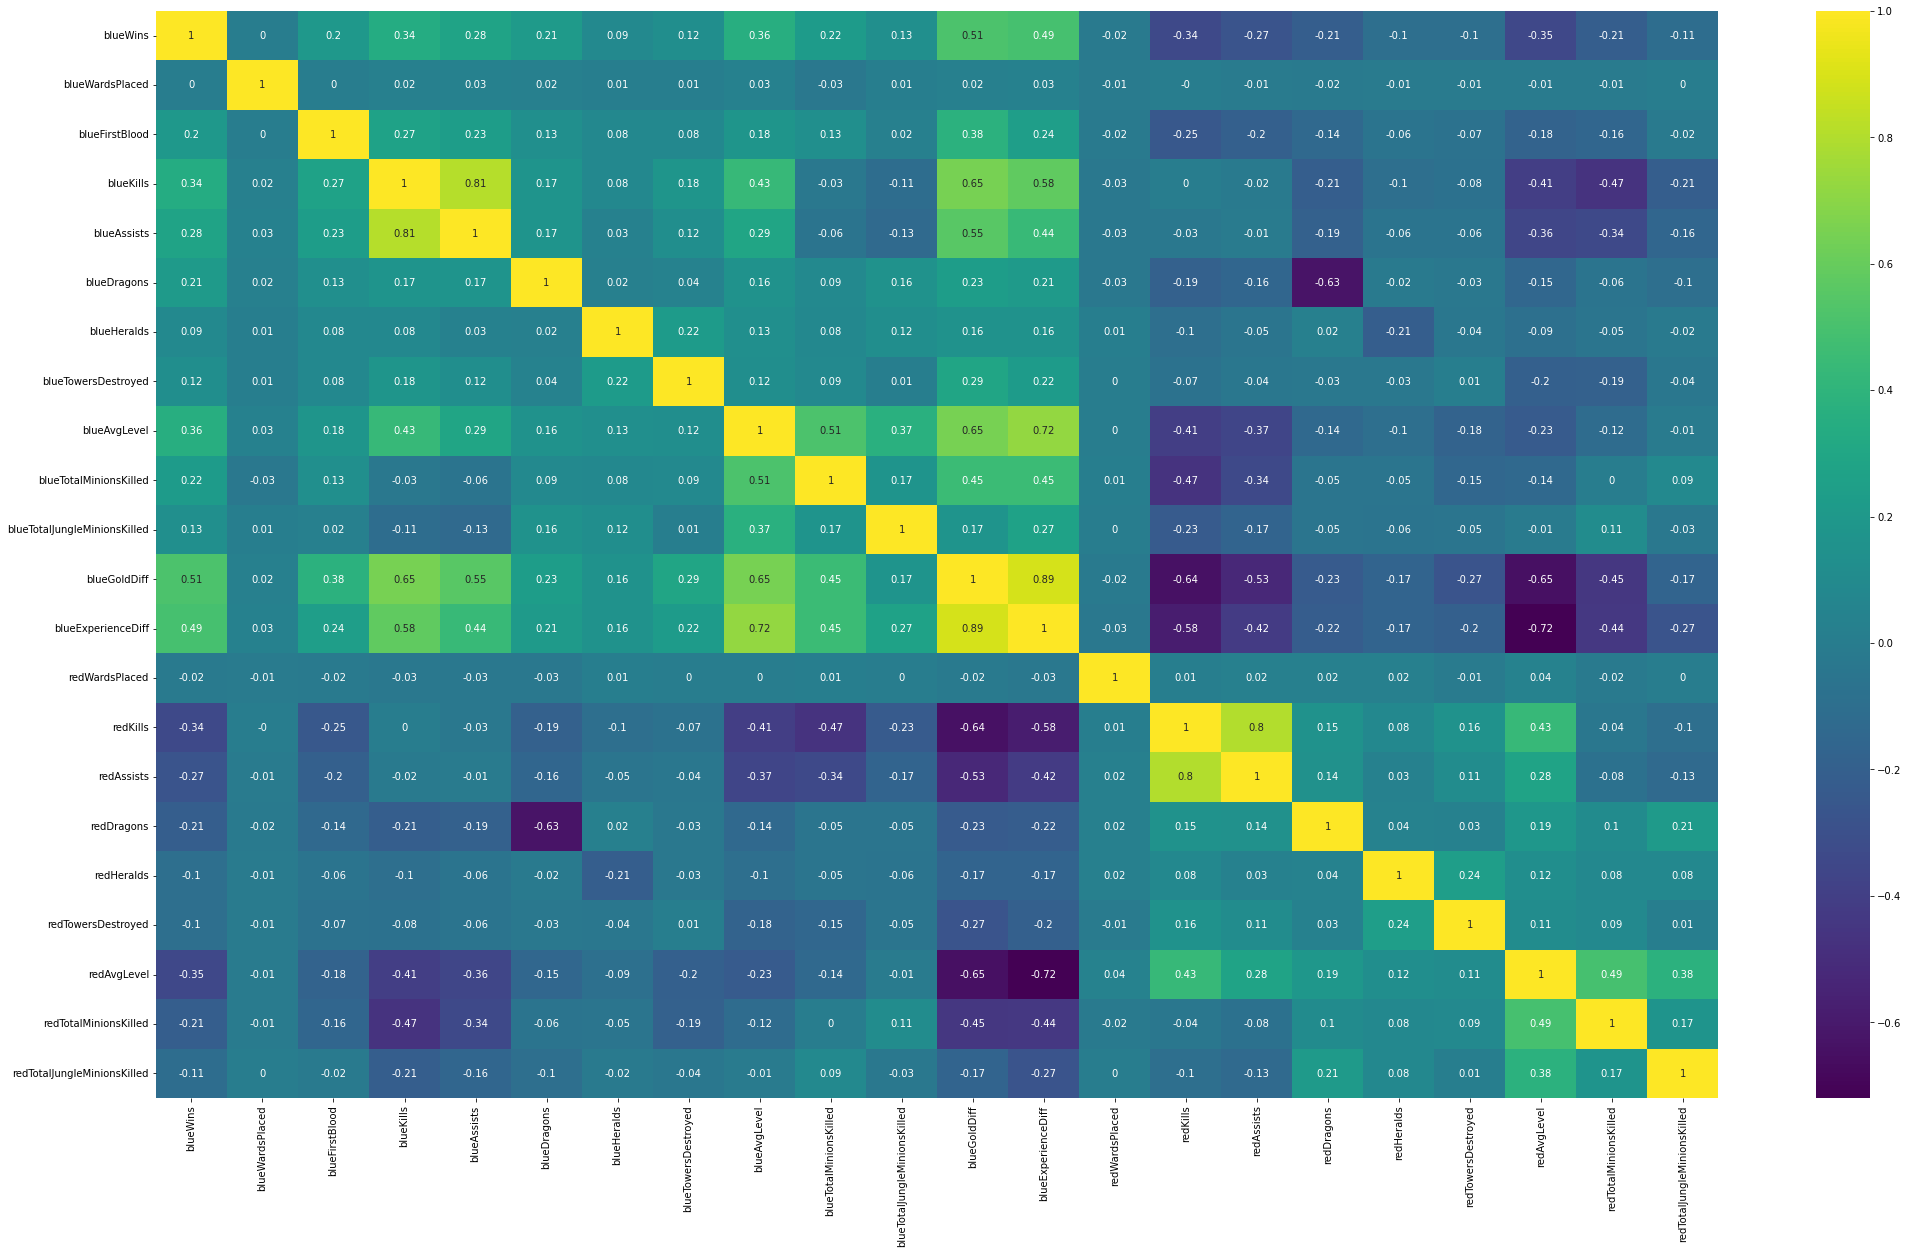 blueWins 1 0 0.2 0.34 0.28 0.21 0.09 0.12 0.36 0.22 0.13 0.51 0.49 -0.02 -0.34 -0.27 -0.21 -0.1 -0.1 -0.35 -0.21 -0.11
blueWardsPlaced 0 1 0 0.02 0.03 0.02 0.01 0.01 0.03 -0.03 0.01 0.02 0.03 -0.01 -0 -0.01 -0.02 -0.01 -0.01 -0.01 -0.01 0
blueFirstBlood 0.2 0 1 0.27 0.23 0.13 0.08 0.08 0.18 0.13 0.02 0.38 0.24 -0.02 -0.25 -0.2 -0.14 -0.06 -0.07 -0.18 -0.16 -0.02
blueKills 0.34 0.02 0.27 1 0.81 0.17 0.08 0.18 0.43 -0.03 -0.11 0.65 0.58 -0.03 0 -0.02 -0.21 -0.1 -0.08 -0.41 -0.47 -0.21
blueAssists 0.28 0.03 0.23 0.81 1 0.17 0.03 0.12 0.29 -0.06 -0.13 0.55 0.44 -0.03 -0.03 -0.01 -0.19 -0.06 -0.06 -0.36 -0.34 -0.16
blueDragons 0.21 0.02 0.13 0.17 0.17 1 0.02 0.04 0.16 0.09 0.16 0.23 0.21 -0.03 -0.19 -0.16 -0.63 -0.02 -0.03 -0.15 -0.06 -0.1
blueHeralds 0.09 0.01 0.08 0.08 0.03 0.02 1 0.22 0.13 0.08 0.12 0.16 0.16 0.01 -0.1 -0.05 0.02 -0.21 -0.04 -0.09 -0.05 -0.02
blueTowersDestroyed 0.12 0.01 0.08 0.18 0.12 0.04 0.22 1 0.12 0.09 0.01 0.29 0.22 0 -0.07 -0.04 -0.03 -0.03 0.01 -0.2 -0.19 -0.04
blueAvgLevel 0.36 0.03 0.18 0.43 0.29 0.16 0.13 0.12 1 0.51 0.37 0.65 0.72 0 -0.41 -0.37 -0.14 -0.1 -0.18 -0.23 -0.12 -0.01
blueTotalMinionsKilled 0.22 -0.03 0.13 -0.03 -0.06 0.09 0.08 0.09 0.51 1 0.17 0.45 0.45 0.01 -0.47 -0.34 -0.05 -0.05 -0.15 -0.14 0 0.09
blueTotalJungleMinionsKilled 0.13 0.01 0.02 -0.11 -0.13 0.16 0.12 0.01 0.37 0.17 1 0.17 0.27 0 -0.23 -0.17 -0.05 -0.06 -0.05 -0.01 0.11 -0.03
blueGoldDiff 0.51 0.02 0.38 0.65 0.55 0.23 0.16 0.29 0.65 0.45 0.17 1 0.89 -0.02 -0.64 -0.53 -0.23 -0.17 -0.27 -0.65 -0.45 -0.17
blueExperienceDiff 0.49 0.03 0.24 0.58 0.44 0.21 0.16 0.22 0.72 0.45 0.27 0.89 1 -0.03 -0.58 -0.42 -0.22 -0.17 -0.2 -0.72 -0.44 -0.27
redWardsPlaced -0.02 -0.01 -0.02 -0.03 -0.03 -0.03 0.01 0 0 0.01 0 -0.02 -0.03 1 0.01 0.02 0.02 0.02 -0.01 0.04 -0.02 0
redKills -0.34 -0 -0.25 0 -0.03 -0.19 -0.1 -0.07 -0.41 -0.47 -0.23 -0.64 -0.58 0.01 1 0.8 0.15 0.08 0.16 0.43 -0.04 -0.1
redAssists -0.27 -0.01 -0.2 -0.02 -0.01 -0.16 -0.05 -0.04 -0.37 -0.34 -0.17 -0.53 -0.42 0.02 0.8 1 0.14 0.03 0.11 0.28 -0.08 -0.13
redDragons -0.21 -0.02 -0.14 -0.21 -0.19 -0.63 0.02 -0.03 -0.14 -0.05 -0.05 -0.23 -0.22 0.02 0.15 0.14 1 0.04 0.03 0.19 0.1 0.21
redHeralds -0.1 -0.01 -0.06 -0.1 -0.06 -0.02 -0.21 -0.03 -0.1 -0.05 -0.06 -0.17 -0.17 0.02 0.08 0.03 0.04 1 0.24 0.12 0.08 0.08
redTowersDestroyed -0.1 -0.01 -0.07 -0.08 -0.06 -0.03 -0.04 0.01 -0.18 -0.15 -0.05 -0.27 -0.2 -0.01 0.16 0.11 0.03 0.24 1 0.11 0.09 0.01
redAvgLevel -0.35 -0.01 -0.18 -0.41 -0.36 -0.15 -0.09 -0.2 -0.23 -0.14 -0.01 -0.65 -0.72 0.04 0.43 0.28 0.19 0.12 0.11 1 0.49 0.38
redTotalMinionsKilled -0.21 -0.01 -0.16 -0.47 -0.34 -0.06 -0.05 -0.19 -0.12 0 0.11 -0.45 -0.44 -0.02 -0.04 -0.08 0.1 0.08 0.09 0.49 1 0.17
redTotalJungleMinionsKilled -0.11 0 -0.02 -0.21 -0.16 -0.1 -0.02 -0.04 -0.01 0.09 -0.03 -0.17 -0.27 0 -0.1 -0.13 0.21 0.08 0.01 0.38 0.17 1
blueWins
blueWardsPlaced
blueFirstBlood
blueKills
blueAssists
blueDragons
blueHeralds
blueTowersDestroyed
blueAvgLevel
blueTotalMinionsKilled
blueTotalJungleMinionsKilled
blueGoldDiff
blueExperienceDiff
redWardsPlaced
redKills
redAssists
redDragons
redHeralds
redTowersDestroyed
redAvgLevel
redTotalMinionsKilled
redTotalJungleMinionsKilled
1.0
0.8
0.6
0.4
0.2
0.0
−0.2
−0.4
−0.6